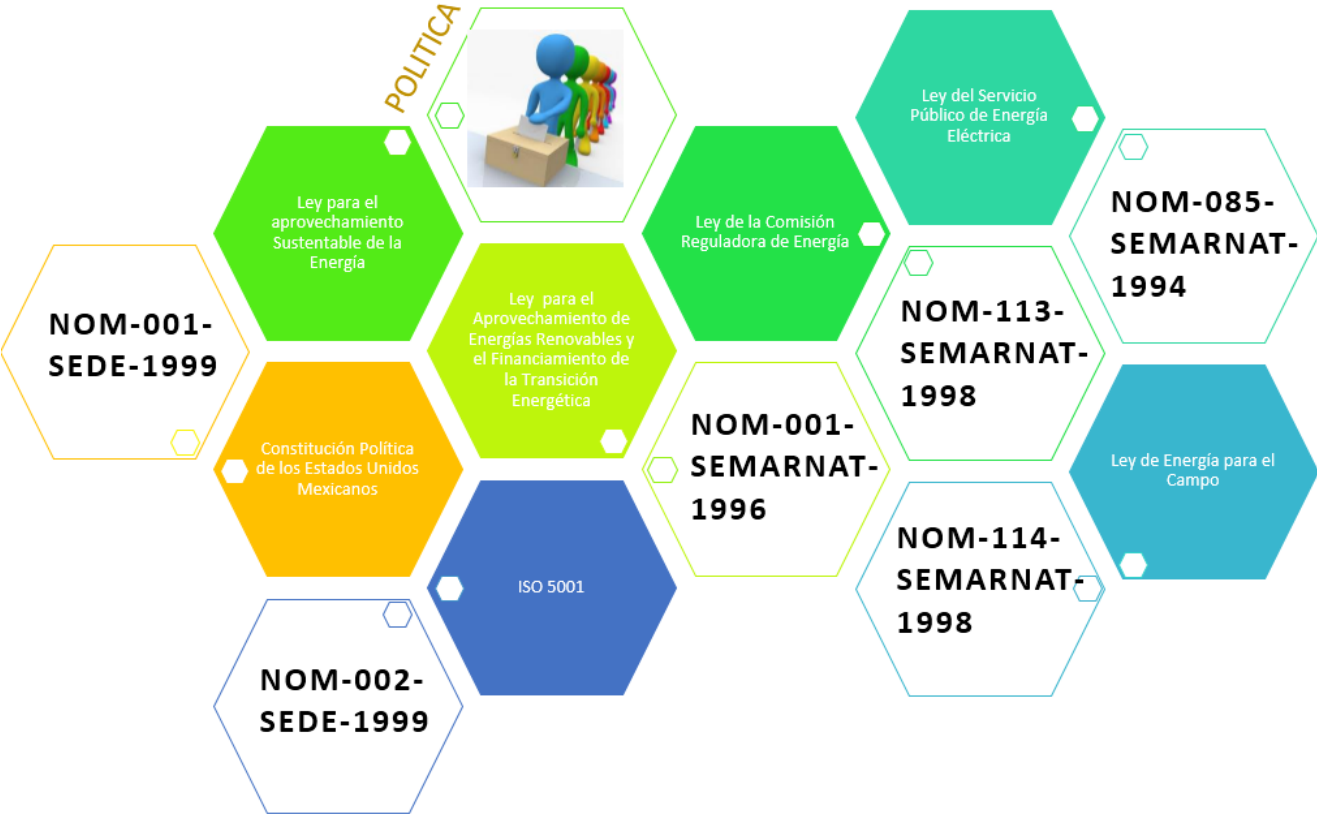 POLITICA
Ley para el
aprovechamiento
Sustentable de la
Energía
NOM-001-
SEDE-1999
Constitución Política
de los Estados Unidos
Mexicanos
NOM-002-
SEDE-1999
Ley para el
Aprovechamiento de
Energías Renovables y
el Financiamiento de
la Transición
Energética
ISO 5001
Ley de la Comisión
Reguladora de Energía
NOM-001-
SEMARNAT-
1996
Ley del Servicio
Público de Energía
Eléctrica
NOM-113-
SEMARNAT-
1998
NOM-114-
SEMARNAT-
1998
NOM-085-
SEMARNAT-
1994
Ley de Energía para el
Campo